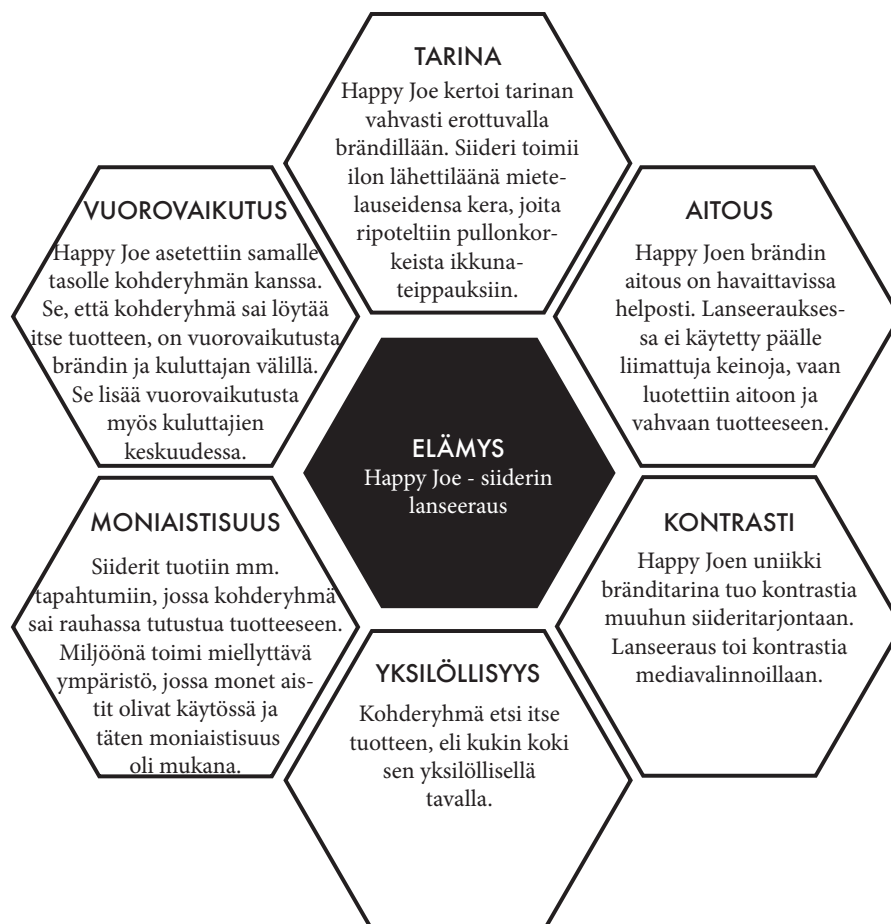 TARINA
Happy Joe kertoi tarinan
vahvasti erottuvalla
brändillään. Siideri toimii
ilon lähettiläänä miete-
lauseidensa kera, joita
ripoteltiin pullonkor-
keista ikkuna-
teippauksiin.
VUOROVAIKUTUS
Happy Joe asetettiin samalle
tasolle kohderyhmän kanssa.
Se, että kohderyhmä sai löytää
itse tuotteen, on vuorovaikutusta
brändin ja kuluttajan välillä.
Se lisää vuorovaikutusta
myös kuluttajien
keskuudessa.
AITOUS
Happy Joen brändin
aitous on havaittavissa
helposti. Lanseeraukses-
sa ei käytetty päälle
liimattuja keinoja, vaan
luotettiin aitoon ja
vahvaan tuotteeseen.
ELÄMYS
Happy Joe - siiderin
lanseeraus
MONIAISTISUUS
Siiderit tuotiin mm.
tapahtumiin, jossa kohderyhmä
sai rauhassa tutustua tuotteeseen.
Miljöönä toimi miellyttävä
ympäristö, jossa monet ais-
tit olivat käytössä ja
täten moniaistisuus
oli mukana.
KONTRASTI
Happy Joen uniikki
bränditarina tuo kontrastia
muuhun siideritarjontaan.
Lanseeraus toi kontrastia
mediavalinnoillaan.
YKSILÖLLISYYS
Kohderyhmä etsi itse
tuotteen, eli kukin koki
sen yksilöllisellä
tavalla.